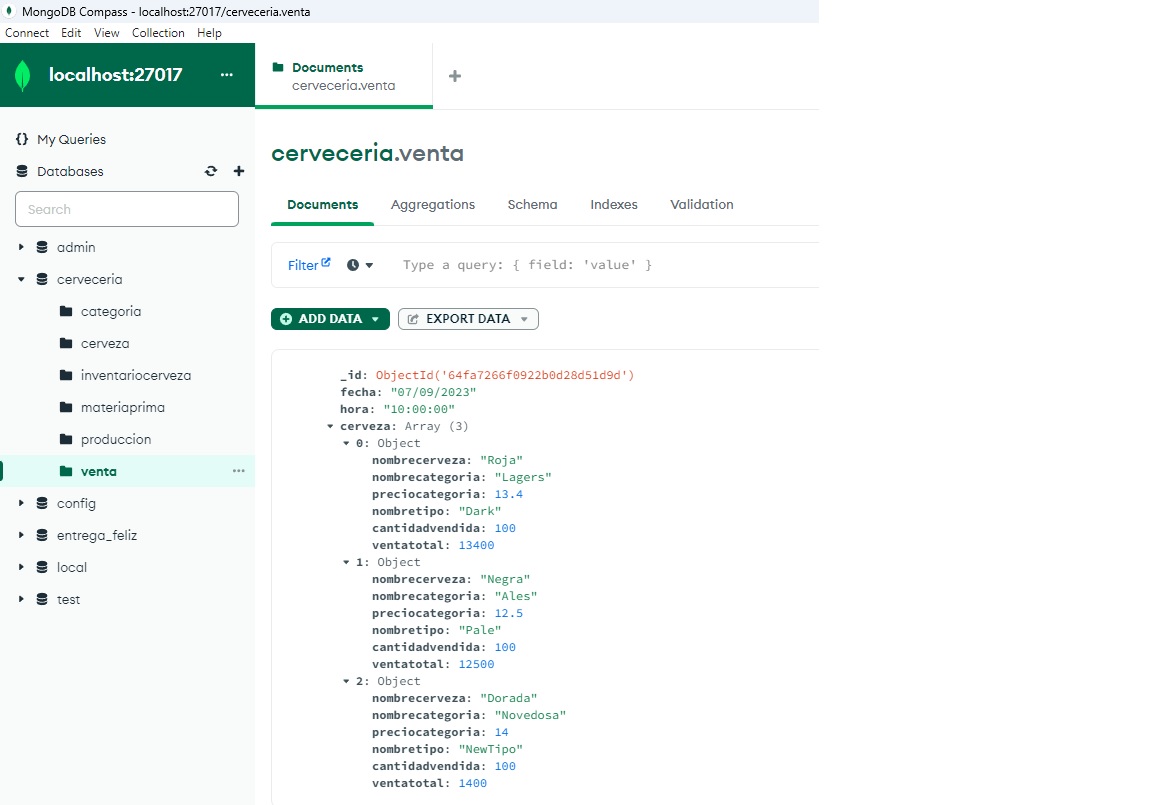 MongoDB Compass - localhost:27017/cerveceria.venta
Connect Edit View Collection Help
localhost:27017 ...
Documents
cerveceria.venta
+
{} My Queries
Databases
Search
admin
cerveceria
categoria
cerveza
inventariocerveza
materiaprima
produccion
venta ...
config
entrega_feliz
local
test
cerveceria.venta
Documents Aggregations Schema Indexes Validation
Filter Type a query: { field: 'value' }
ADD DATA EXPORT DATA
_id: ObjectId('64fa7266f0922b0d28d51d9d')
fecha: "07/09/2023"
hora: "10:00:00"
cerveza: Array (3)
0: Object
nombrecerveza: "Roja"
nombrecategoria: "Lagers"
preciocategoria: 13.4
nombretipo: "Dark"
cantidadvendida: 100
ventatotal: 13400
1: Object
nombrecerveza: "Negra"
nombrecategoria: "Ales"
preciocategoria: 12.5
nombretipo: "Pale"
cantidadvendida: 100
ventatotal: 12500
2: Object
nombrecerveza: "Dorada"
nombrecategoria: "Novedosa"
preciocategoria: 14
nombretipo: "NewTipo"
cantidadvendida: 100
ventatotal: 1400